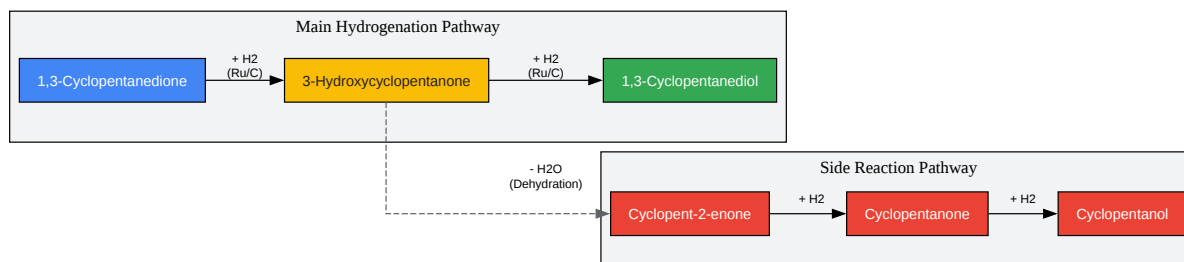 Main Hydrogenation Pathway
1,3-Cyclopentanedione
+ H2
(Ru/C)
3-Hydroxycyclopentanone
+ H2
(Ru/C)
1,3-Cyclopentanediol
- H2O
(Dehydration)
Side Reaction Pathway
Cyclopent-2-enone
+ H2
Cyclopentanone
+ H2
Cyclopentanol